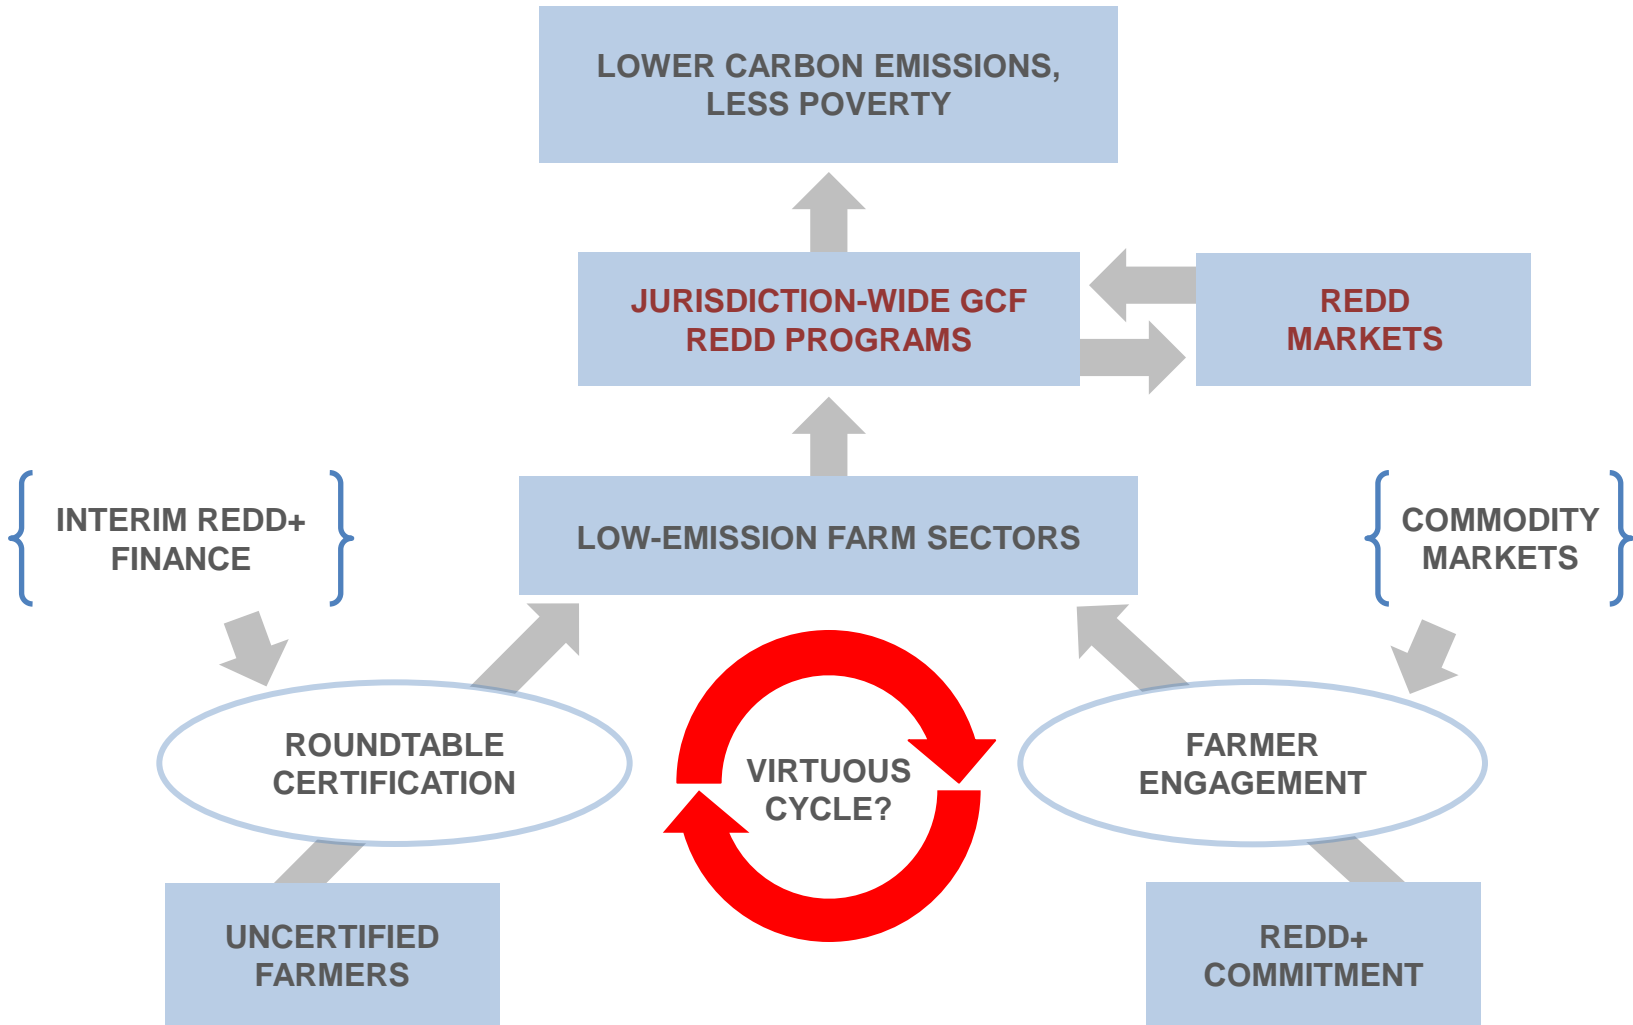 LOWER CARBON EMISSIONS,
LESS POVERTY
JURISDICTION-WIDE GCF
REDD PROGRAMS
REDD
MARKETS
INTERIM REDD+
FINANCE
LOW-EMISSION FARM SECTORS
COMMODITY
MARKETS
ROUNDTABLE
CERTIFICATION
VIRTUOUS
CYCLE?
FARMER
ENGAGEMENT
UNCERTIFIED
FARMERS
REDD+
COMMITMENT